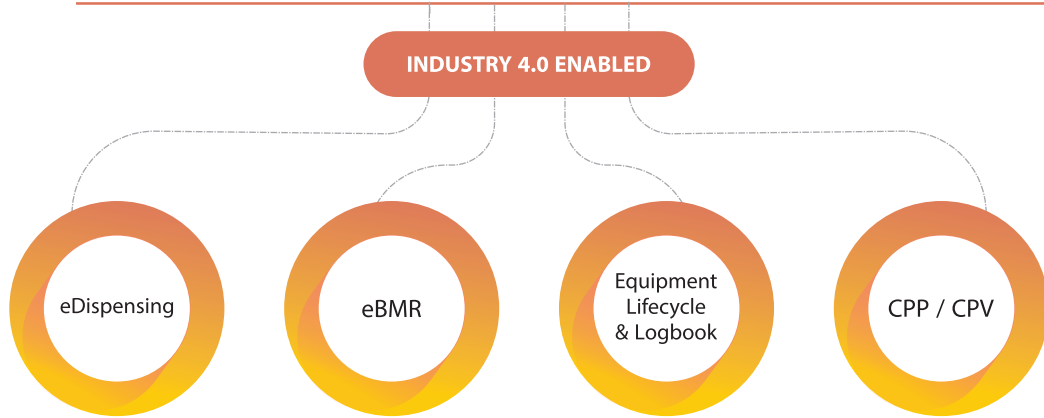 INDUSTRY 4.0 ENABLED
eDispensing
eBMR
Equipment
Lifecycle
& Logbook
CPP / CPV